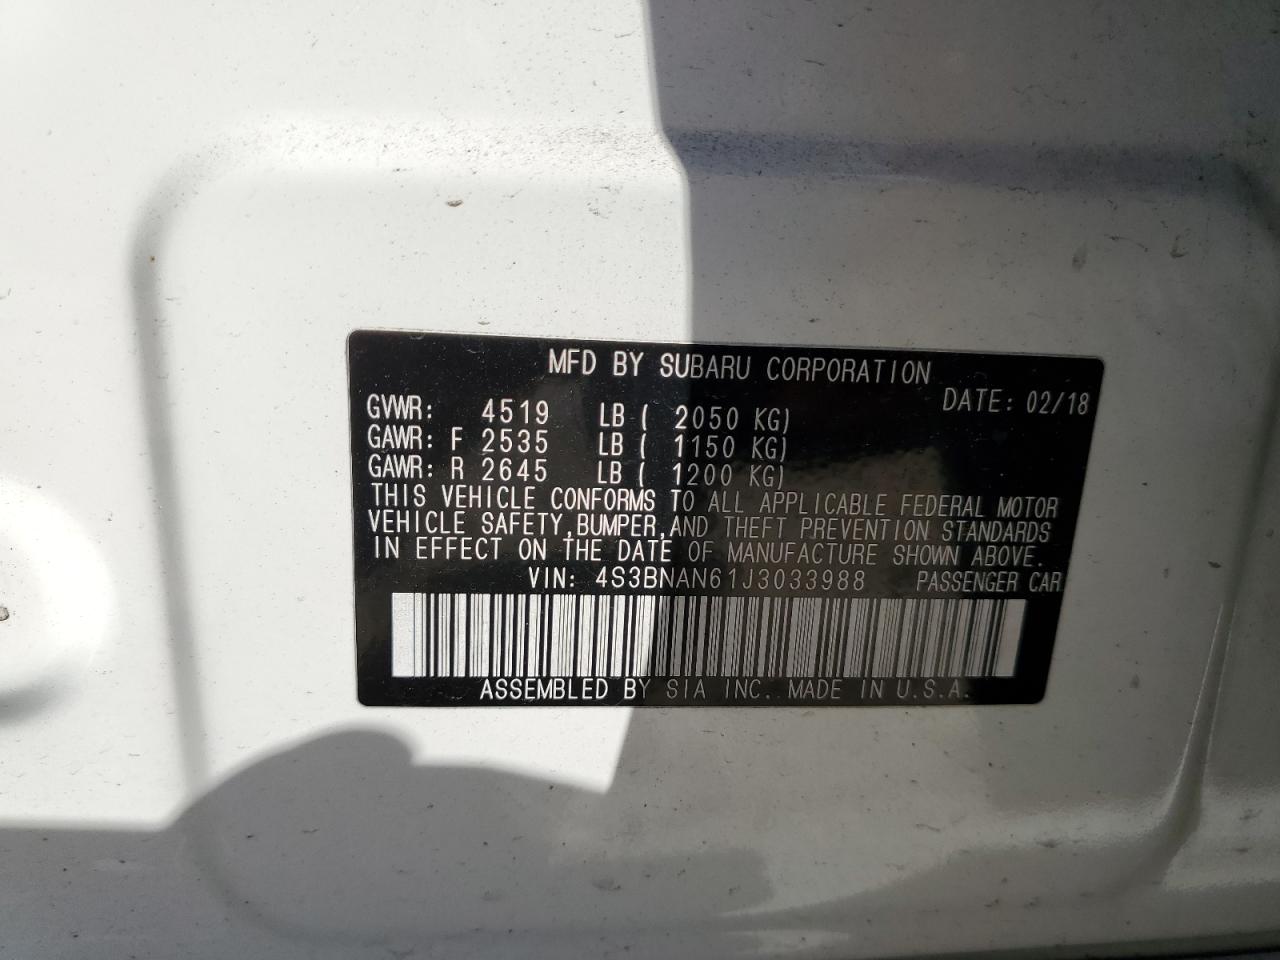 MFD BY SUBARU CORPORATION
DATE: 02/18
GVWR: 4519 LB ( 2050 KG)
GAWR: F 2535 LB ( 1150 KG)
GAWR: R 2645 LB ( 1200 KG)
THIS VEHICLE CONFORMS TO ALL APPLICABLE FEDERAL MOTOR
VEHICLE SAFETY,BUMPER,AND THEFT PREVENTION STANDARDS
IN EFFECT ON THE DATE OF MANUFACTURE SHOWN ABOVE.
VIN: 4S3BNAN61J3033988 PASSENGER CAR
ASSEMBLED BY SIA INC. MADE IN U.S.A.